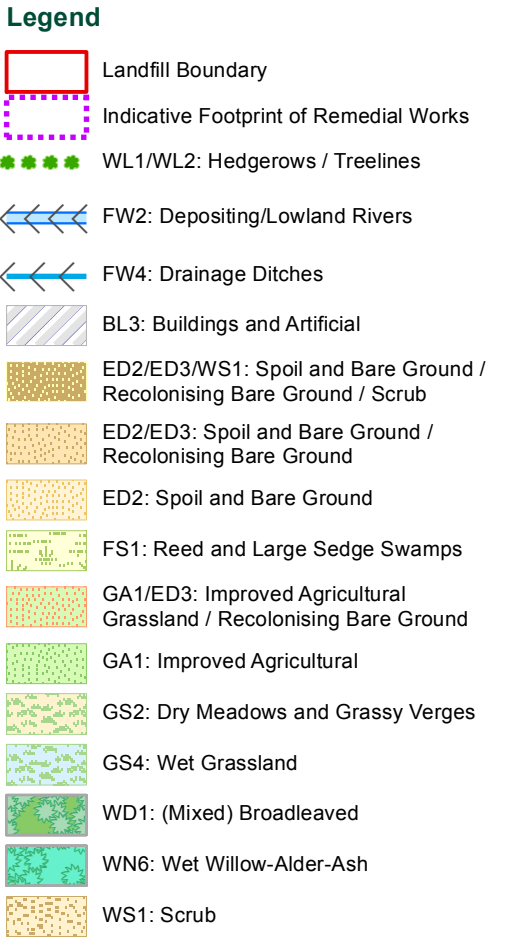 Legend
Landfill Boundary
Indicative Footprint of Remedial Works
WL1/WL2: Hedgerows / Treelines
FW2: Depositing/Lowland Rivers
FW4: Drainage Ditches
BL3: Buildings and Artificial
ED2/ED3/WS1: Spoil and Bare Ground /
Recolonising Bare Ground / Scrub
ED2/ED3: Spoil and Bare Ground /
Recolonising Bare Ground
ED2: Spoil and Bare Ground
FS1: Reed and Large Sedge Swamps
GA1/ED3: Improved Agricultural
Grassland / Recolonising Bare Ground
GA1: Improved Agricultural
GS2: Dry Meadows and Grassy Verges
GS4: Wet Grassland
WD1: (Mixed) Broadleaved
WN6: Wet Willow-Alder-Ash
WS1: Scrub